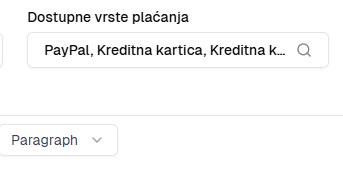 Dostupne vrste plaćanja
PayPal, Kreditna kartica, Kreditna k...
Paragraph